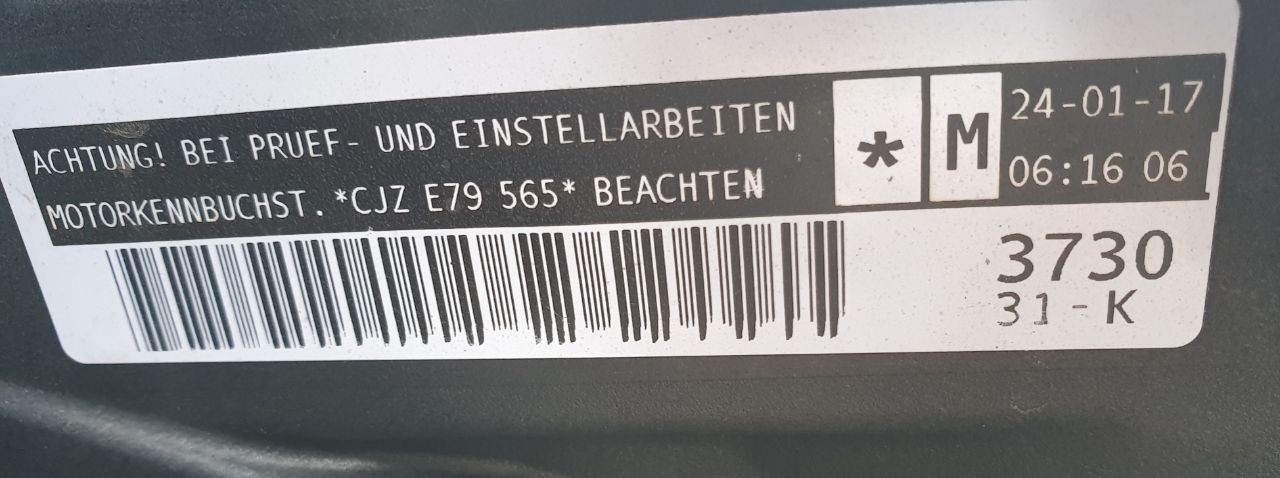 ACHTUNG! BEI PRUEF- UND EINSTELLARBEITEN
MOTORKENNBUCHST. *CJZ E79 565* BEACHTEN
* M
24-01-17
06:16 06
3730
31-K